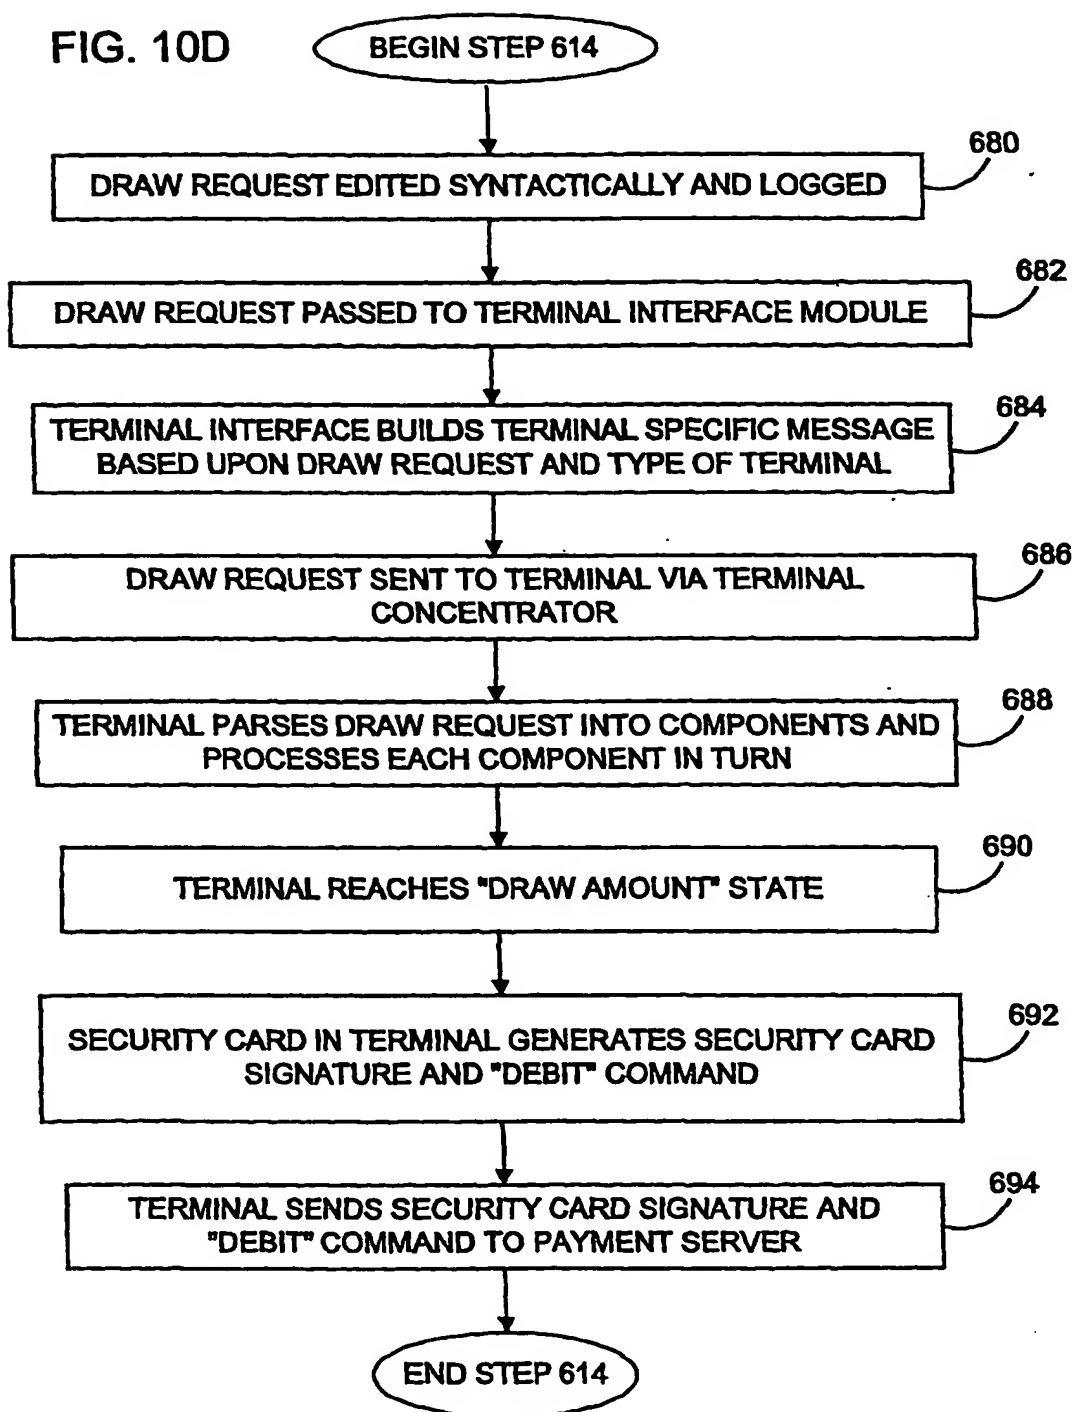 FIG. 10D
BEGIN STEP 614
680
DRAW REQUEST EDITED SYNTACTICALLY AND LOGGED
682
DRAW REQUEST PASSED TO TERMINAL INTERFACE MODULE
684
TERMINAL INTERFACE BUILDS TERMINAL SPECIFIC MESSAGE
BASED UPON DRAW REQUEST AND TYPE OF TERMINAL
686
DRAW REQUEST SENT TO TERMINAL VIA TERMINAL
CONCENTRATOR
688
TERMINAL PARSES DRAW REQUEST INTO COMPONENTS AND
PROCESSES EACH COMPONENT IN TURN
690
TERMINAL REACHES "DRAW AMOUNT" STATE
692
SECURITY CARD IN TERMINAL GENERATES SECURITY CARD
SIGNATURE AND "DEBIT" COMMAND
694
TERMINAL SENDS SECURITY CARD SIGNATURE AND
"DEBIT" COMMAND TO PAYMENT SERVER
END STEP 614